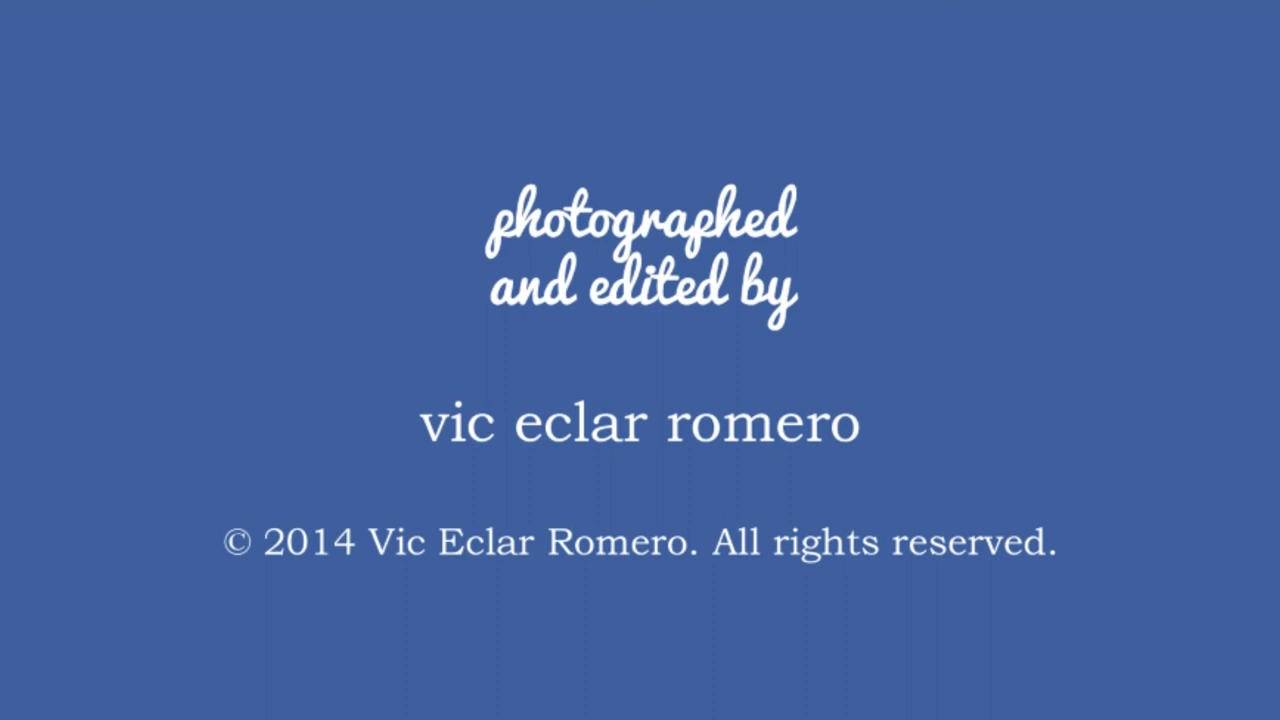 photographed
and edited by
vic eclar romero
© 2014 Vic Eclar Romero. All rights reserved.